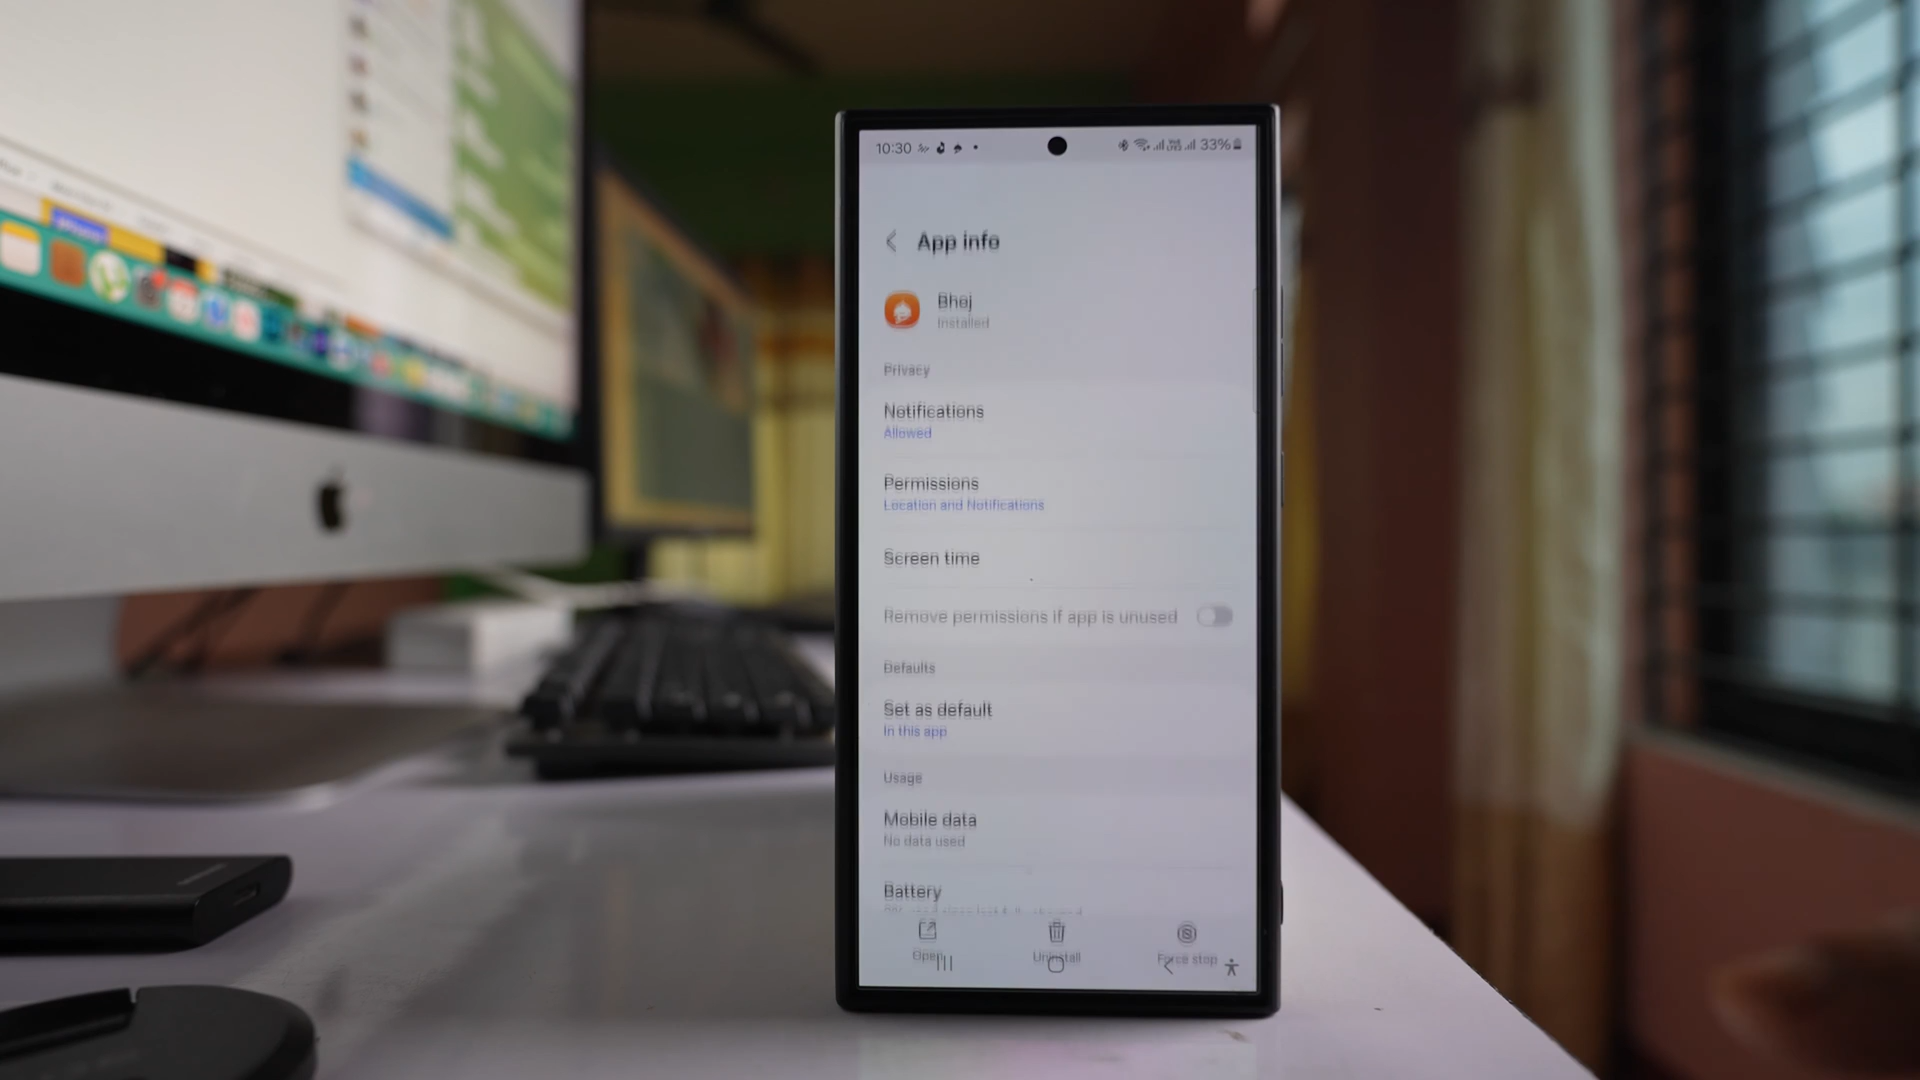 10:30
33%
App info
Bhoj
Installed
Privacy
Notifications
Allowed
Permissions
Location and Notifications
Screen time
Remove permissions if app is unused
Defaults
Set as default
In this app
Usage
Mobile data
No data used
Battery
Open
Uninstall
Force stop